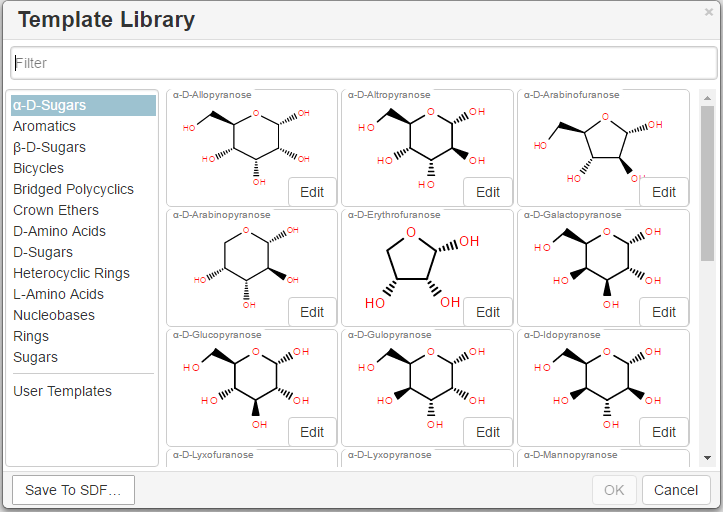 Template Library
×
Filter
α-D-Sugars
Aromatics
β-D-Sugars
Bicycles
Bridged Polycyclics
Crown Ethers
D-Amino Acids
D-Sugars
Heterocyclic Rings
L-Amino Acids
Nucleobases
Rings
Sugars
User Templates
α-D-Allopyranose
O
OH
HO
HO
OH
OH
Edit
α-D-Altropyranose
O
OH
HO
HO
OH
HO
Edit
α-D-Arabinofuranose
O
OH
HO
HO
OH
Edit
α-D-Arabinopyranose
O
OH
HO
OH
OH
Edit
α-D-Erythrofuranose
O
OH
HO
OH
Edit
α-D-Galactopyranose
O
OH
HO
HO
OH
OH
Edit
α-D-Glucopyranose
O
OH
HO
HO
OH
OH
Edit
α-D-Gulopyranose
O
OH
HO
HO
OH
OH
Edit
α-D-Idopyranose
O
OH
HO
HO
OH
OH
Edit
α-D-Lyxofuranose
α-D-Lyxopyranose
α-D-Mannopyranose
Save To SDF…
OK
Cancel